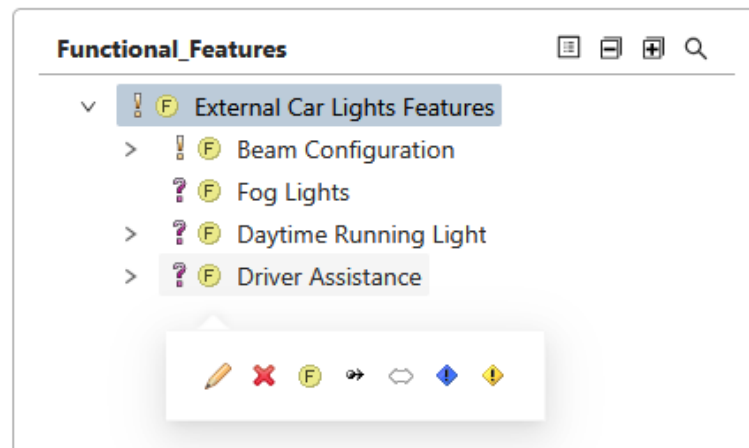 Functional_Features
! F External Car Lights Features
! F Beam Configuration
? F Fog Lights
? F Daytime Running Light
? F Driver Assistance
F ! !